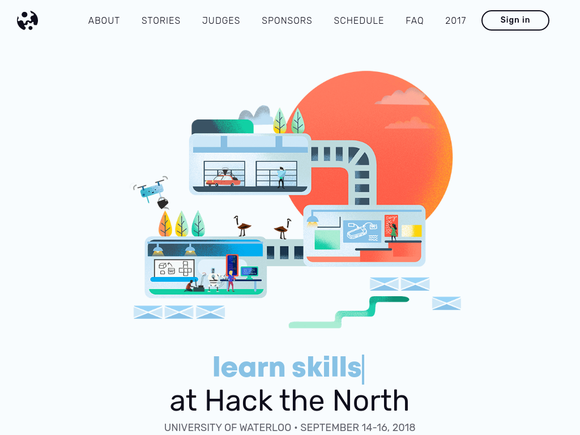 ABOUT STORIES JUDGES SPONSORS SCHEDULE FAQ 2017 Sign in
learn skills
at Hack the North
UNIVERSITY OF WATERLOO • SEPTEMBER 14-16, 2018